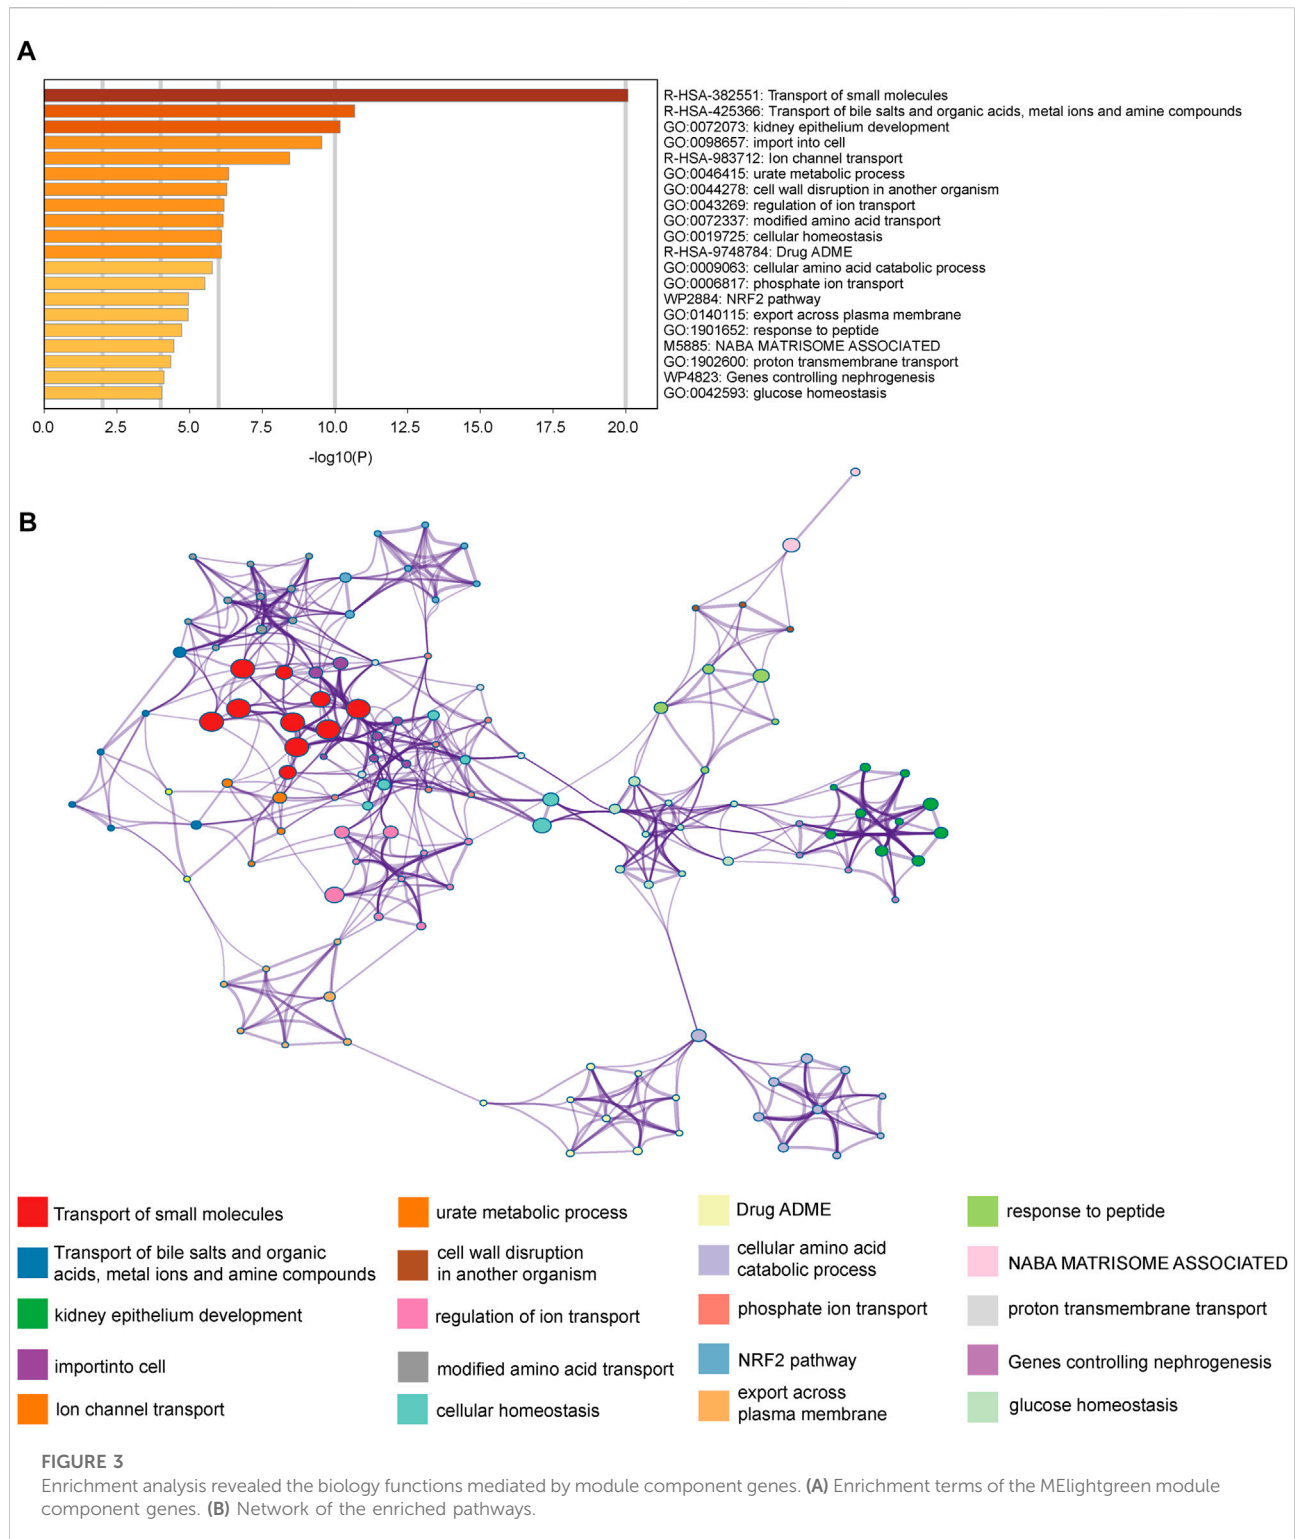 A
R-HSA-382551: Transport of small molecules
R-HSA-425366: Transport of bile salts and organic acids, metal ions and amine compounds
GO:0072073: kidney epithelium development
GO:0098657: import into cell
R-HSA-983712: Ion channel transport
GO:0046415: urate metabolic process
GO:0044278: cell wall disruption in another organism
GO:0043269: regulation of ion transport
GO:0072337: modified amino acid transport
GO:0019725: cellular homeostasis
R-HSA-9748784: Drug ADME
GO:0009063: cellular amino acid catabolic process
GO:0006817: phosphate ion transport
WP2884: NRF2 pathway
GO:0140115: export across plasma membrane
GO:1901652: response to peptide
M5885: NABA MATRISOME ASSOCIATED
GO:1902600: proton transmembrane transport
WP4823: Genes controlling nephrogenesis
GO:0042593: glucose homeostasis
0.0 2.5 5.0 7.5 10.0 12.5 15.0 17.5 20.0
-log10(P)
B
Transport of small molecules
Transport of bile salts and organic
acids, metal ions and amine compounds
kidney epithelium development
importinto cell
Ion channel transport
urate metabolic process
cell wall disruption
in another organism
regulation of ion transport
modified amino acid transport
cellular homeostasis
Drug ADME
cellular amino acid
catabolic process
phosphate ion transport
NRF2 pathway
export across
plasma membrane
response to peptide
NABA MATRISOME ASSOCIATED
proton transmembrane transport
Genes controlling nephrogenesis
glucose homeostasis
FIGURE 3
Enrichment analysis revealed the biology functions mediated by module component genes. (A) Enrichment terms of the MElightgreen module
component genes. (B) Network of the enriched pathways.